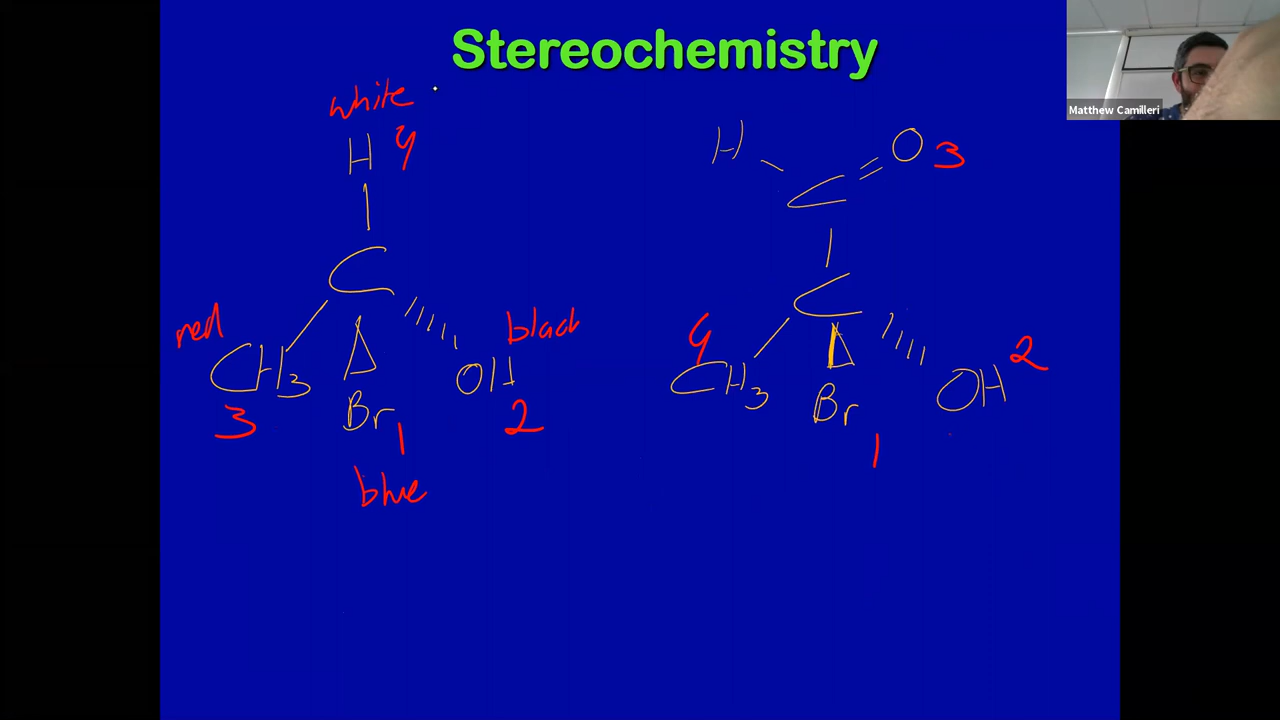 Stereochemistry
Matthew Camilleri
white
H 4
C
red
CH3
3
Br
1
blue
black
OH
2
H
C
O 3
C
4
CH3
Br
1
OH
2